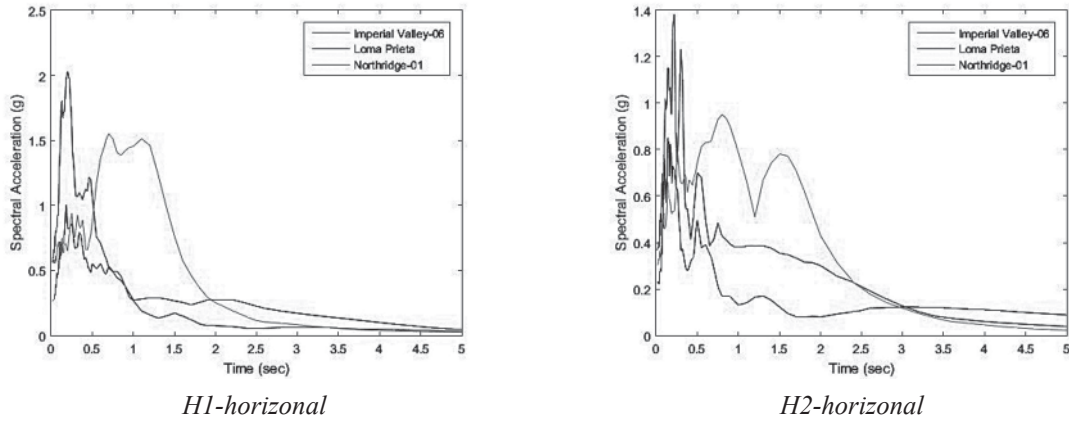 2.5
2
1.5
1
0.5
0
Spectral Acceleration (g)
0 0.5 1 1.5 2 2.5 3 3.5 4 4.5 5
Time (sec)
Imperial Valley-06
Loma Prieta
Northridge-01
H1-horizonal
1.4
1.2
1
0.8
0.6
0.4
0.2
0
Spectral Acceleration (g)
0 0.5 1 1.5 2 2.5 3 3.5 4 4.5 5
Time (sec)
Imperial Valley-06
Loma Prieta
Northridge-01
H2-horizonal